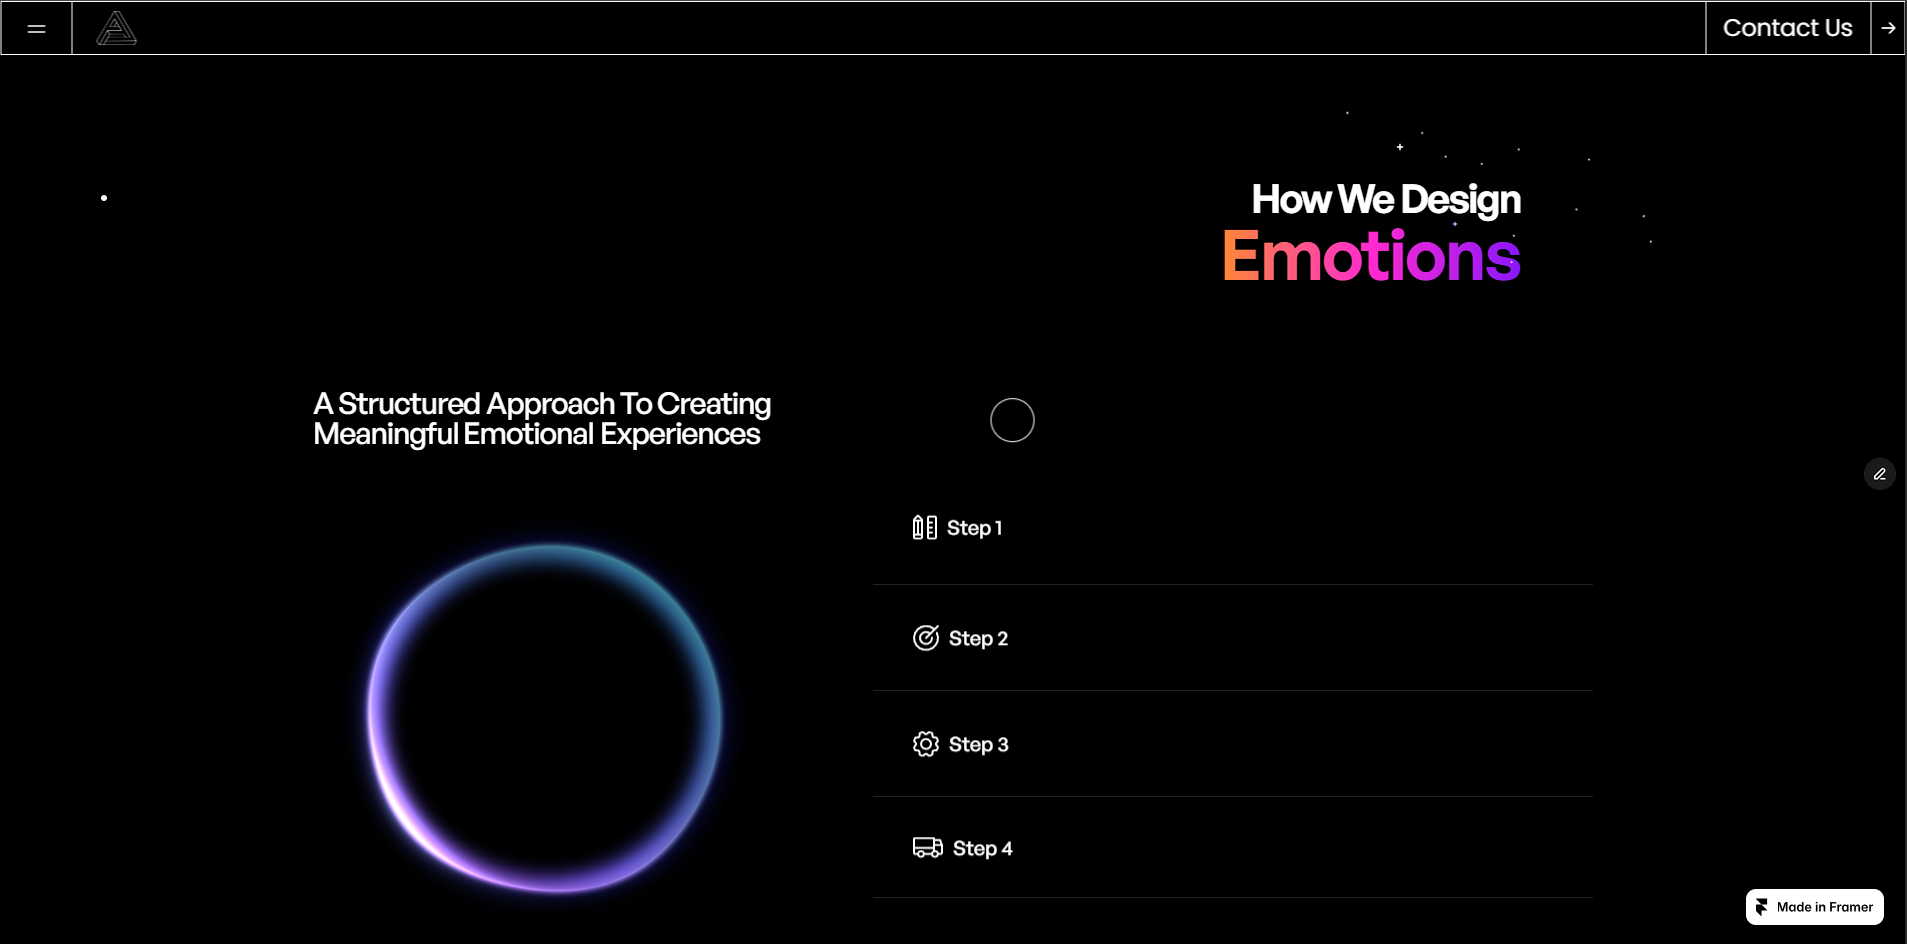 Contact Us
How We Design
Emotions
A Structured Approach To Creating
Meaningful Emotional Experiences
Step 1
Step 2
Step 3
Step 4
Made in Framer